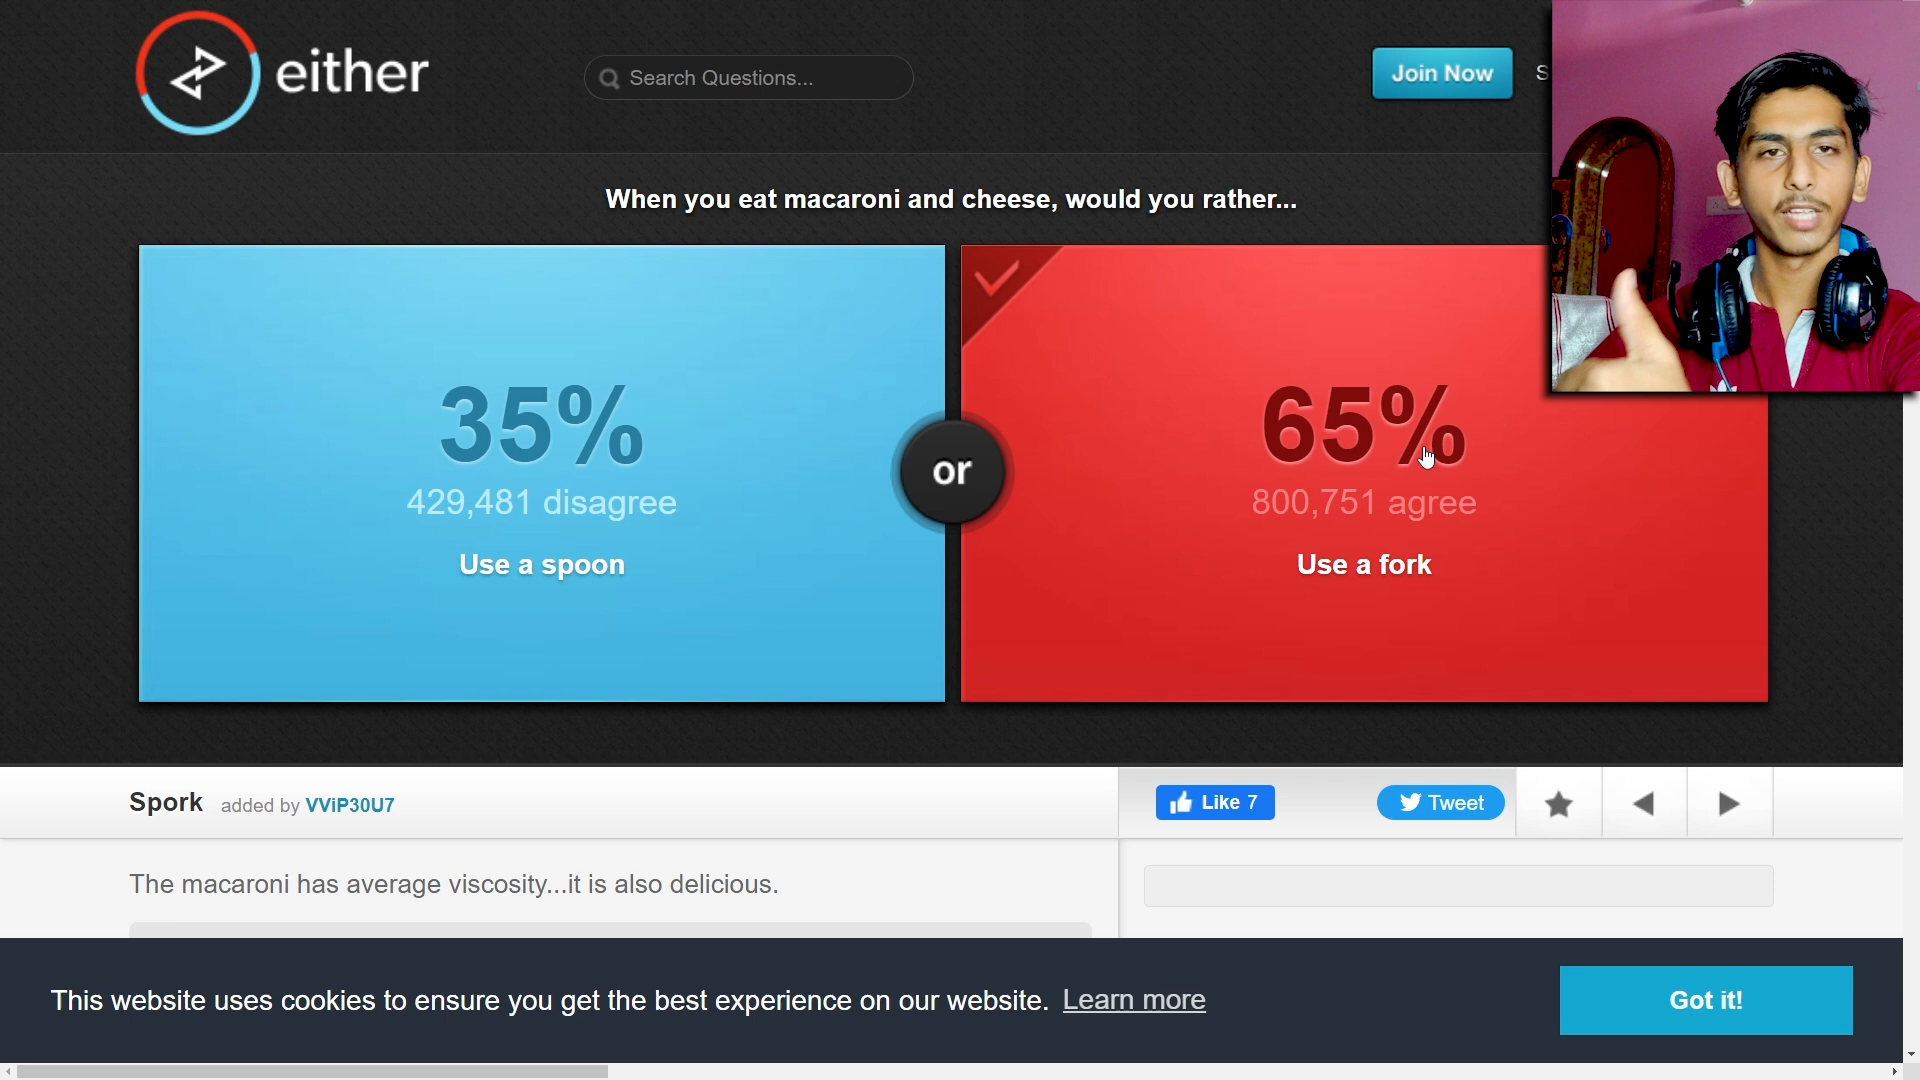 either
Search Questions...
Join Now
S
When you eat macaroni and cheese, would you rather...
35%
429,481 disagree
Use a spoon
or
65%
800,751 agree
Use a fork
Spork added by VViP30U7
Like 7
Tweet
The macaroni has average viscosity...it is also delicious.
This website uses cookies to ensure you get the best experience on our website. Learn more
Got it!